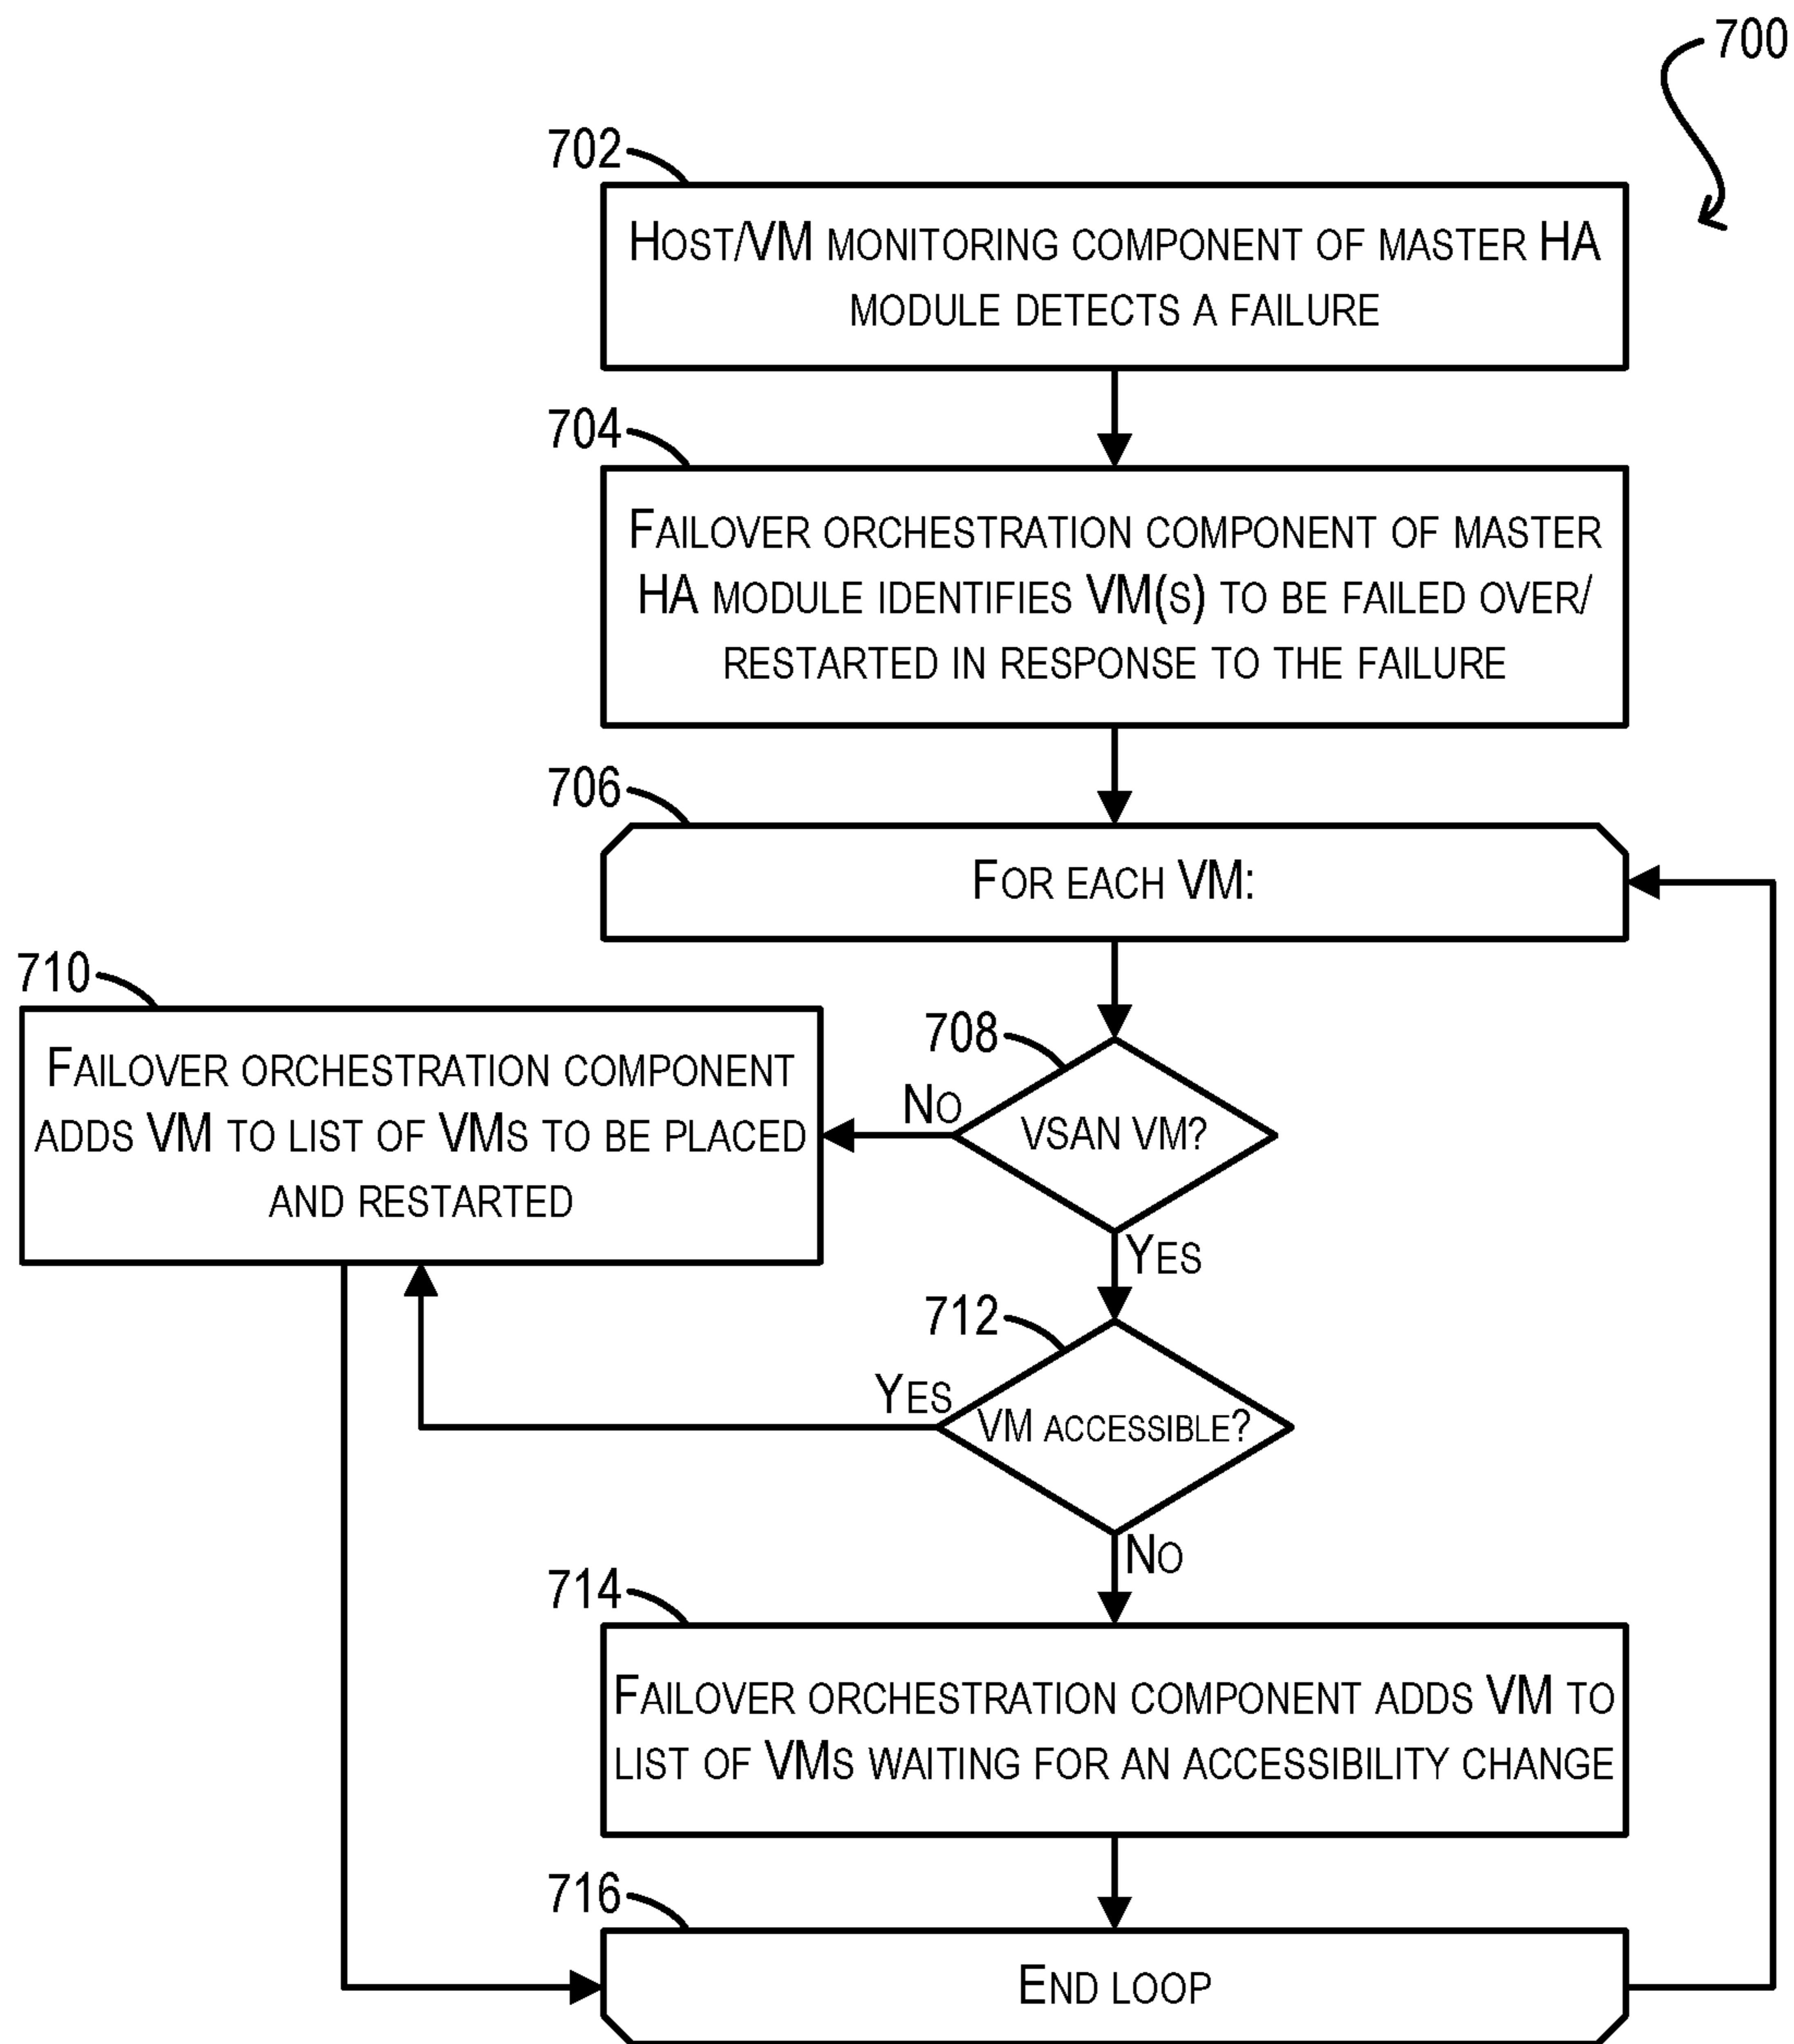 700
702
Host/VM monitoring component of master HA
module detects a failure
704
Failover orchestration component of master
HA module identifies VM(s) to be failed over/
restarted in response to the failure
706
For each VM:
710
Failover orchestration component
adds VM to list of VMs to be placed
and restarted
708
No
VSAN VM?
Yes
712
Yes
VM accessible?
No
714
Failover orchestration component adds VM to
list of VMs waiting for an accessibility change
716
End loop